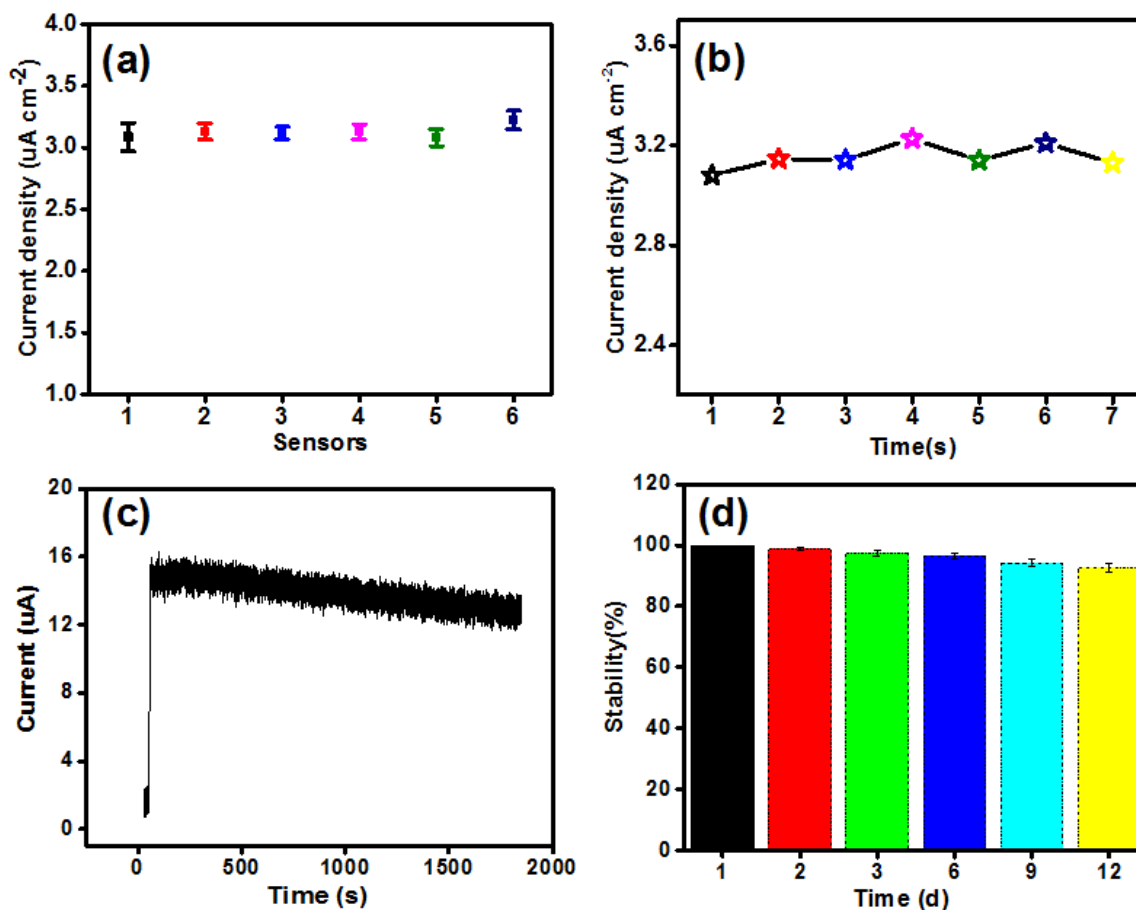 (a)
Current density (uA cm-2)
4.0
3.5
3.0
2.5
2.0
1.5
1.0
1 2 3 4 5 6
Sensors
(b)
Current density (uA cm-2)
3.6
3.2
2.8
2.4
1 2 3 4 5 6 7
Time(s)
(c)
Current (uA)
20
16
12
8
4
0
0 500 1000 1500 2000
Time (s)
(d)
Stability(%)
120
100
80
60
40
20
0
1 2 3 6 9 12
Time (d)